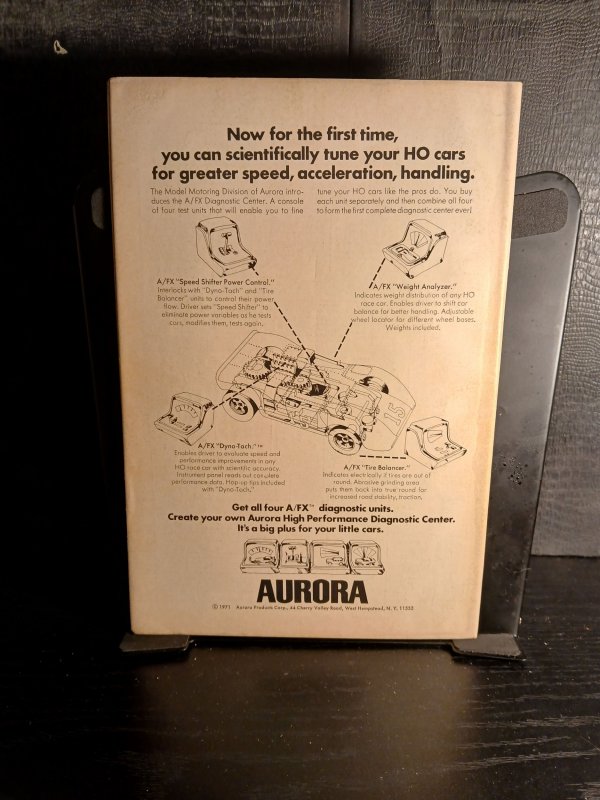 Now for the first time,
you can scientifically tune your HO cars
for greater speed, acceleration, handling.
The Model Motoring Division of Aurora intro-
duces the A/FX Diagnostic Center. A console
of four test units that will enable you to fine
tune your HO cars like the pros do. You buy
each unit separately and then combine all four
to form the first complete diagnostic center ever!
A/FX "Speed Shifter Power Control."
Interlocks with "Dyno-Tach" and "Tire
Balancer" units to control their power
flow. Driver sets "Speed Shifter" to
eliminate power variables as he tests
cars, modifies them, tests again.
A/FX "Weight Analyzer."
Indicates weight distribution of any HO
race car. Enables driver to shift car
balance for better handling. Adjustable
wheel locator for different wheel bases.
Weights included.
25
A/FX "Dyno-Tach."™
Enables driver to evaluate speed and
performance improvements in any
HO race car with scientific accuracy.
Instrument panel reads out complete
performance data. Hop-up tips included
with "Dyno-Tach."
A/FX "Tire Balancer."
Indicates electrically if tires are out of
round. Abrasive grinding area
puts them back into true round for
increased road stability, traction.
Get all four A/FX™ diagnostic units.
Create your own Aurora High Performance Diagnostic Center.
It's a big plus for your little cars.
AURORA
© 1971 Aurora Products Corp., 44 Cherry Valley Road, West Hempstead, N. Y. 11552